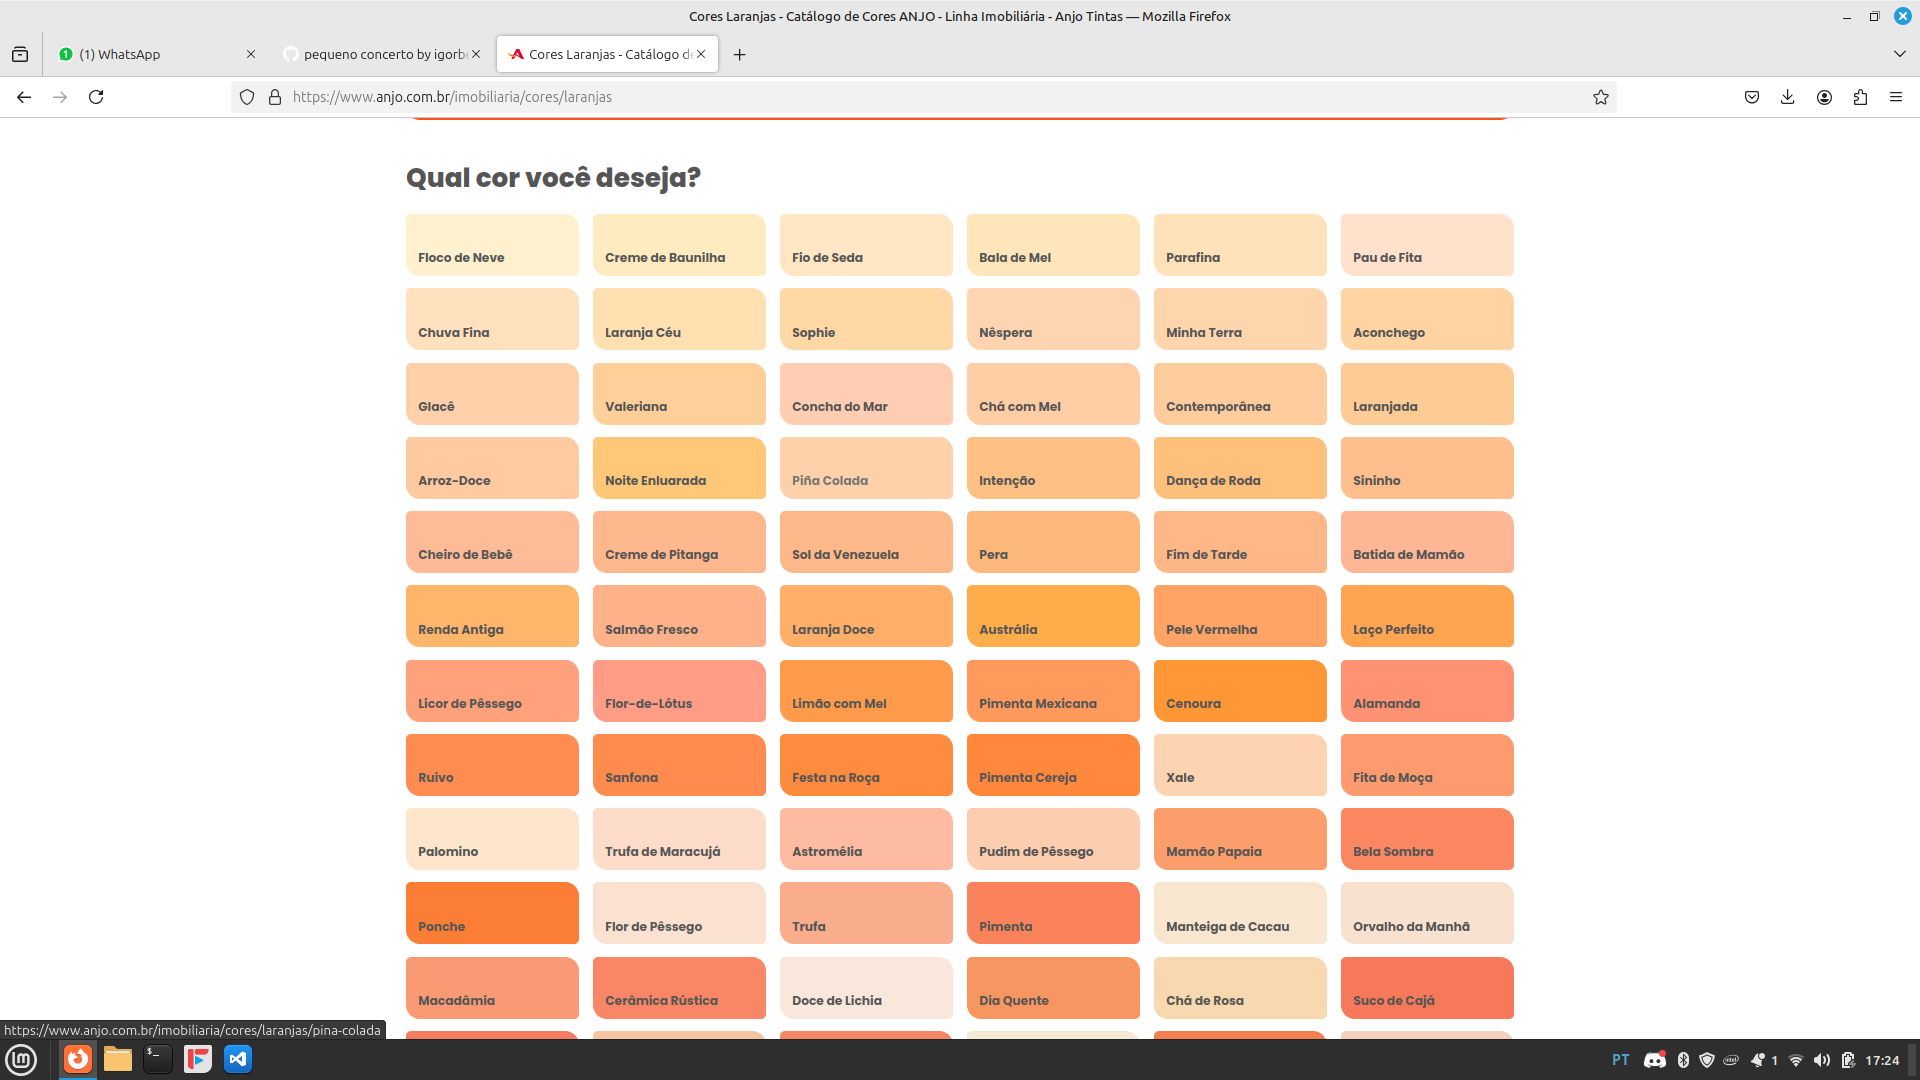 Cores Laranjas - Catálogo de Cores ANJO - Linha Imobiliária - Anjo Tintas — Mozilla Firefox
(1) WhatsApp
pequeno concerto by igorb
Cores Laranjas - Catálogo d
https://www.anjo.com.br/imobiliaria/cores/laranjas
Qual cor você deseja?
Floco de Neve
Creme de Baunilha
Fio de Seda
Bala de Mel
Parafina
Pau de Fita
Chuva Fina
Laranja Céu
Sophie
Nêspera
Minha Terra
Aconchego
Glacê
Valeriana
Concha do Mar
Chá com Mel
Contemporânea
Laranjada
Arroz-Doce
Noite Enluarada
Piña Colada
Intenção
Dança de Roda
Sininho
Cheiro de Bebê
Creme de Pitanga
Sol da Venezuela
Pera
Fim de Tarde
Batida de Mamão
Renda Antiga
Salmão Fresco
Laranja Doce
Austrália
Pele Vermelha
Laço Perfeito
Licor de Pêssego
Flor-de-Lótus
Limão com Mel
Pimenta Mexicana
Cenoura
Alamanda
Ruivo
Sanfona
Festa na Roça
Pimenta Cereja
Xale
Fita de Moça
Palomino
Trufa de Maracujá
Astromélia
Pudim de Pêssego
Mamão Papaia
Bela Sombra
Ponche
Flor de Pêssego
Trufa
Pimenta
Manteiga de Cacau
Orvalho da Manhã
Macadâmia
Cerâmica Rústica
Doce de Lichia
Dia Quente
Chá de Rosa
Suco de Cajá
https://www.anjo.com.br/imobiliaria/cores/laranjas/pina-colada
PT
1
17:24